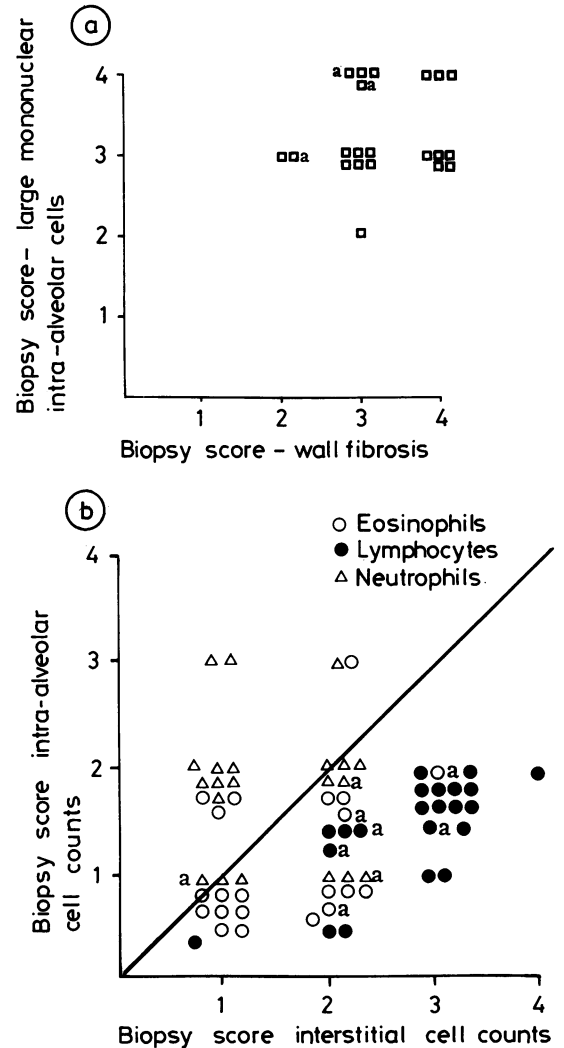 a
Biopsy score – large mononuclear
intra-alveolar cells
4
a
a
3
a
2
1
1 2 3 4
Biopsy score – wall fibrosis
b
Eosinophils
Lymphocytes
Neutrophils
Biopsy score intra-alveolar
cell counts
4
3
2
a
a
a
a
a
a
1
a
a
a
1 2 3 4
Biopsy score interstitial cell counts